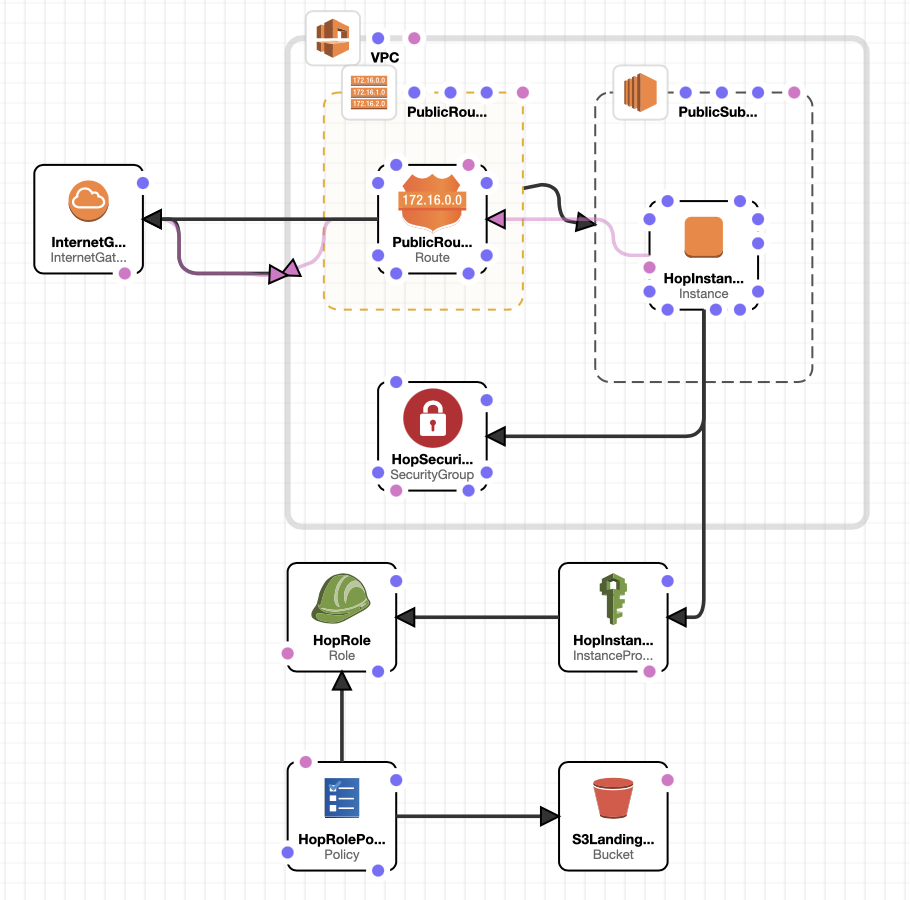 VPC
172.16.0.0
172.16.1.0
172.16.2.0
PublicRou...
PublicSub...
InternetG...
InternetGat...
172.16.0.0
PublicRou...
Route
HopInstan...
Instance
HopSecuri...
SecurityGroup
HopRole
Role
HopInstan...
InstancePro...
HopRolePo...
Policy
S3Landing...
Bucket